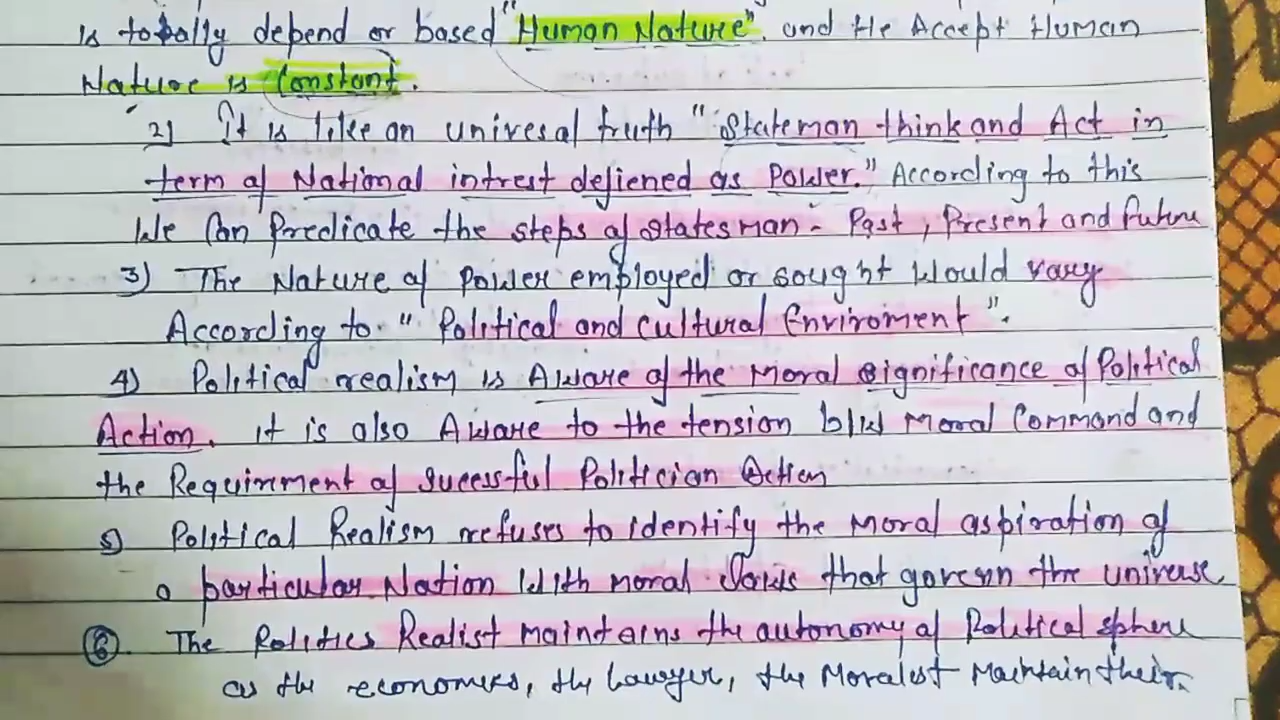 is totally depend or based "Human Nature". and He Accept Human
Nature is Constant.
2) It is like an univesal truth "Stateman think and Act in
term of National intrest defiened as Power." According to this
We Can Predicate the steps of statesman - Past, Present and future
3) The Nature of Power employed or sought Would vary
According to "Political and cultural Enviroment".
4) Political realism is Aware of the Moral significance of Political
Action. it is also Aware to the tension b/w Moral Command and
the Requirment of sucessful Politician Action
5) Political Realism refuses to identify the Moral aspiration of
a particular Nation With moral that govern the universe
6. The Politics Realist maintains the autonomy of Political sphere
as the economics, the Lawyer, the Moralist Maintain their.